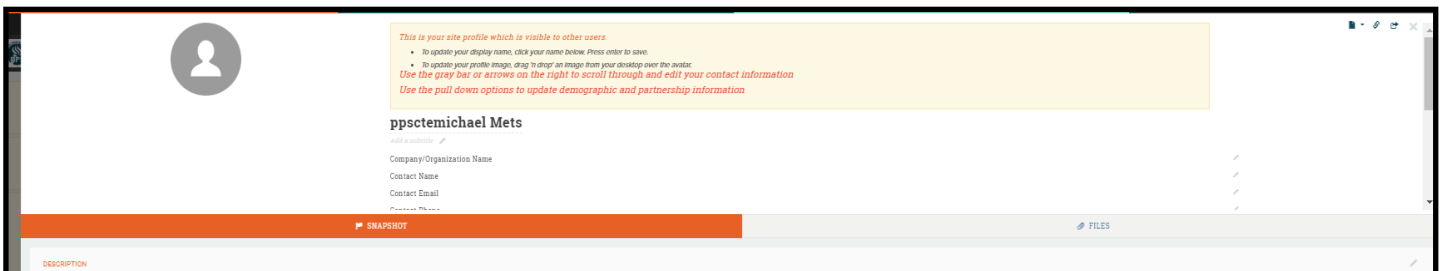 This is your site profile which is visible to other users.
To update your display name, click your name below. Press enter to save.
To update your profile image, drag 'n drop' an image from your desktop over the avatar.
Use the gray bar or arrows on the right to scroll through and edit your contact information
Use the pull down options to update demographic and partnership information
ppsctemichael Mets
Add a subtitle
Company/Organization Name
Contact Name
Contact Email
Contact Phone
SNAPSHOT
FILES
DESCRIPTION